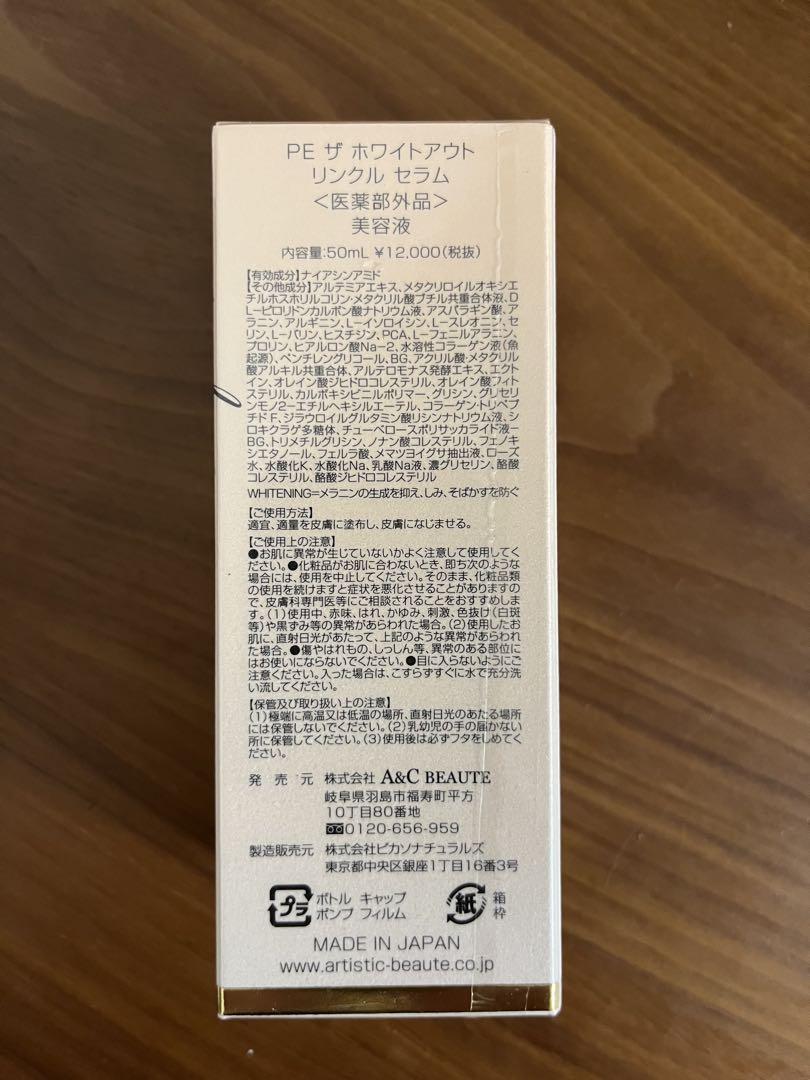 PE ザ ホワイトアウト
リンクル セラム
＜医薬部外品＞
美容液
内容量:50mL ¥12,000(税抜)
【有効成分】ナイアシンアミド
【その他成分】アルテミアエキス、メタクリロイルオキシエ
チルホスホリルコリン・メタクリル酸ブチル共重合体液、D
L-ピロリドンカルボン酸ナトリウム液、アスパラギン酸、ア
ラニン、アルギニン、L-イソロイシン、L-スレオニン、セ
リン、L-バリン、ヒスチジン、PCA、L-フェニルアラニン、
プロリン、ヒアルロン酸Na-2、水溶性コラーゲン液(魚
起源)、ペンチレングリコール、BG、アクリル酸・メタクリル
酸アルキル共重合体、アルテロモナス発酵エキス、エクト
イン、オレイン酸ジヒドロコレステリル、オレイン酸フィト
ステリル、カルボキシビニルポリマー、グリシン、グリセリ
ンモノ2-エチルヘキシルエーテル、コラーゲン・トリペプ
チド F、ジラウロイルグルタミン酸リシンナトリウム液、シ
ロキクラゲ多糖体、チューベロースポリサッカライド液-
BG、トリメチルグリシン、ノナン酸コレステリル、フェノキ
シエタノール、フェルラ酸、メマツヨイグサ抽出液、ローズ
水、水酸化K、水酸化Na、乳酸Na液、濃グリセリン、酪酸
コレステリル、酪酸ジヒドロコレステリル
WHITENING=メラニンの生成を抑え、しみ、そばかすを防ぐ
【ご使用方法】
適宜、適量を皮膚に塗布し、皮膚になじませる。
【ご使用上の注意】
●お肌に異常が生じていないかよく注意して使用してく
ださい。●化粧品がお肌に合わないとき、即ち次のような
場合には、使用を中止してください。そのまま、化粧品類
の使用を続けますと症状を悪化させることがありますの
で、皮膚科専門医等にご相談されることをおすすめしま
す。(1)使用中、赤味、はれ、かゆみ、刺激、色抜け(白斑
等)や黒ずみ等の異常があらわれた場合。(2)使用したお
肌に、直射日光があたって、上記のような異常があらわれ
た場合。●傷やはれもの、しっしん等、異常のある部位に
はお使いにならないでください。●目に入らないようにご
注意ください。入った場合は、こすらずすぐに水で充分洗
い流してください。
【保管及び取り扱い上の注意】
(1)極端に高温又は低温の場所、直射日光のあたる場所
には保管しないでください。(2)乳幼児の手の届かない
所に保管してください。(3)使用後は必ずフタをしめてく
ださい。
発売元 株式会社 A&C BEAUTE
岐阜県羽島市福寿町平方
10丁目80番地
0120-656-959
製造販売元 株式会社ピカソナチュラルズ
東京都中央区銀座1丁目16番3号
プラ ボトル キャップ
ポンプ フィルム
紙 箱
枠
MADE IN JAPAN
www.artistic-beaute.co.jp